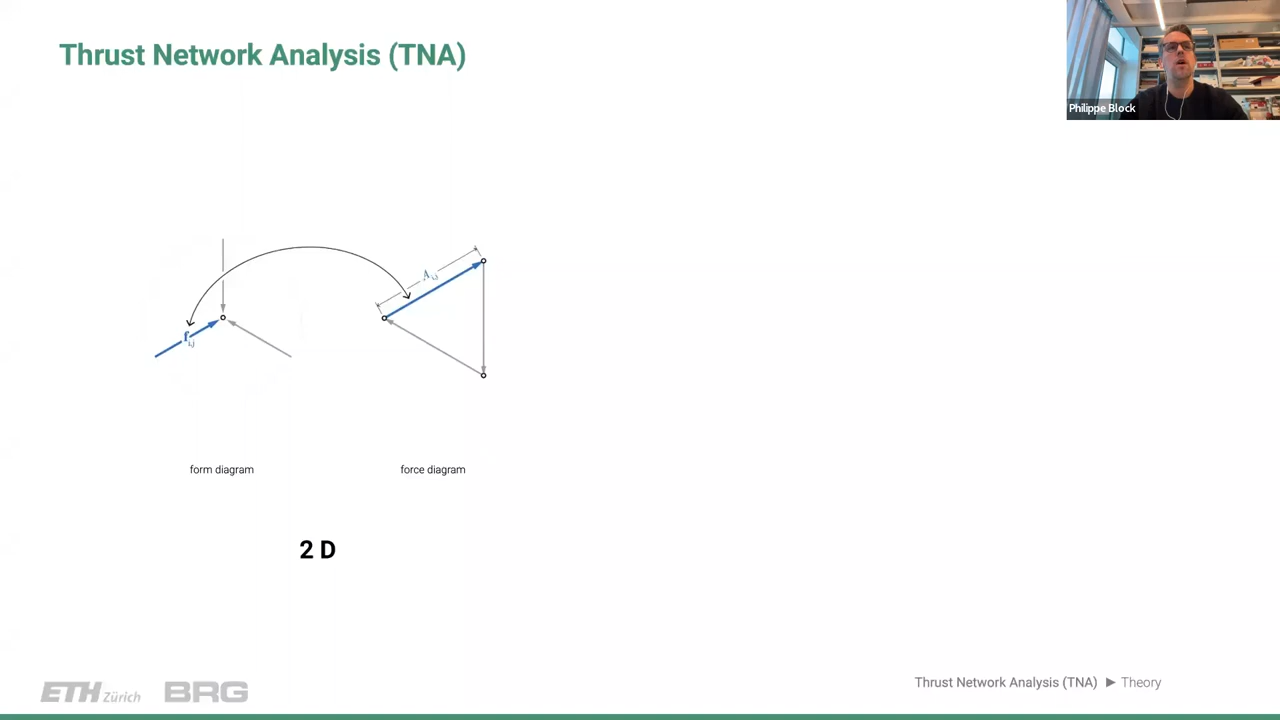 Thrust Network Analysis (TNA)
Philippe Block
A i,j
f i,j
form diagram
force diagram
2 D
ETH Zürich
BRG
Thrust Network Analysis (TNA) ► Theory